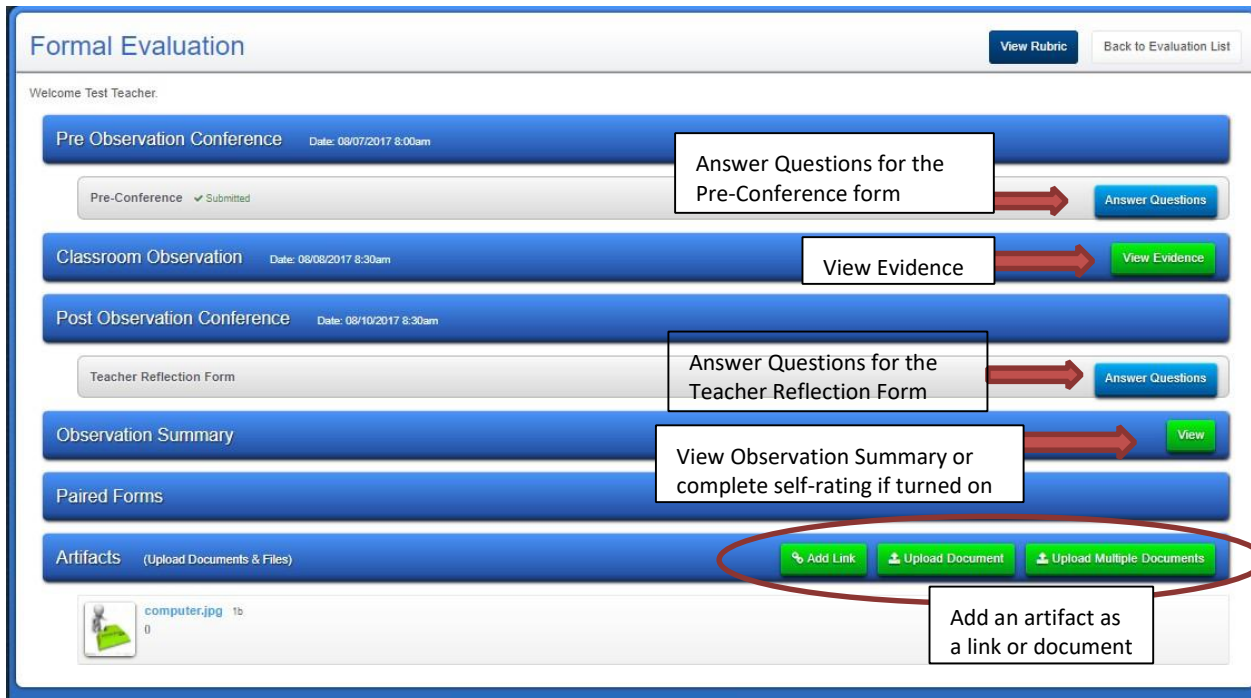 Formal Evaluation
View Rubric
Back to Evaluation List
Welcome Test Teacher.
Pre Observation Conference Date: 08/07/2017 8:00am
Answer Questions for the
Pre-Conference form
Pre-Conference ✔ Submitted
Answer Questions
Classroom Observation Date: 08/08/2017 8:30am
View Evidence
View Evidence
Post Observation Conference Date: 08/10/2017 8:30am
Answer Questions for the
Teacher Reflection Form
Teacher Reflection Form
Answer Questions
Observation Summary
View
View Observation Summary or
complete self-rating if turned on
Paired Forms
Artifacts (Upload Documents & Files)
Add Link
Upload Document
Upload Multiple Documents
computer.jpg 1b
()
Add an artifact as
a link or document